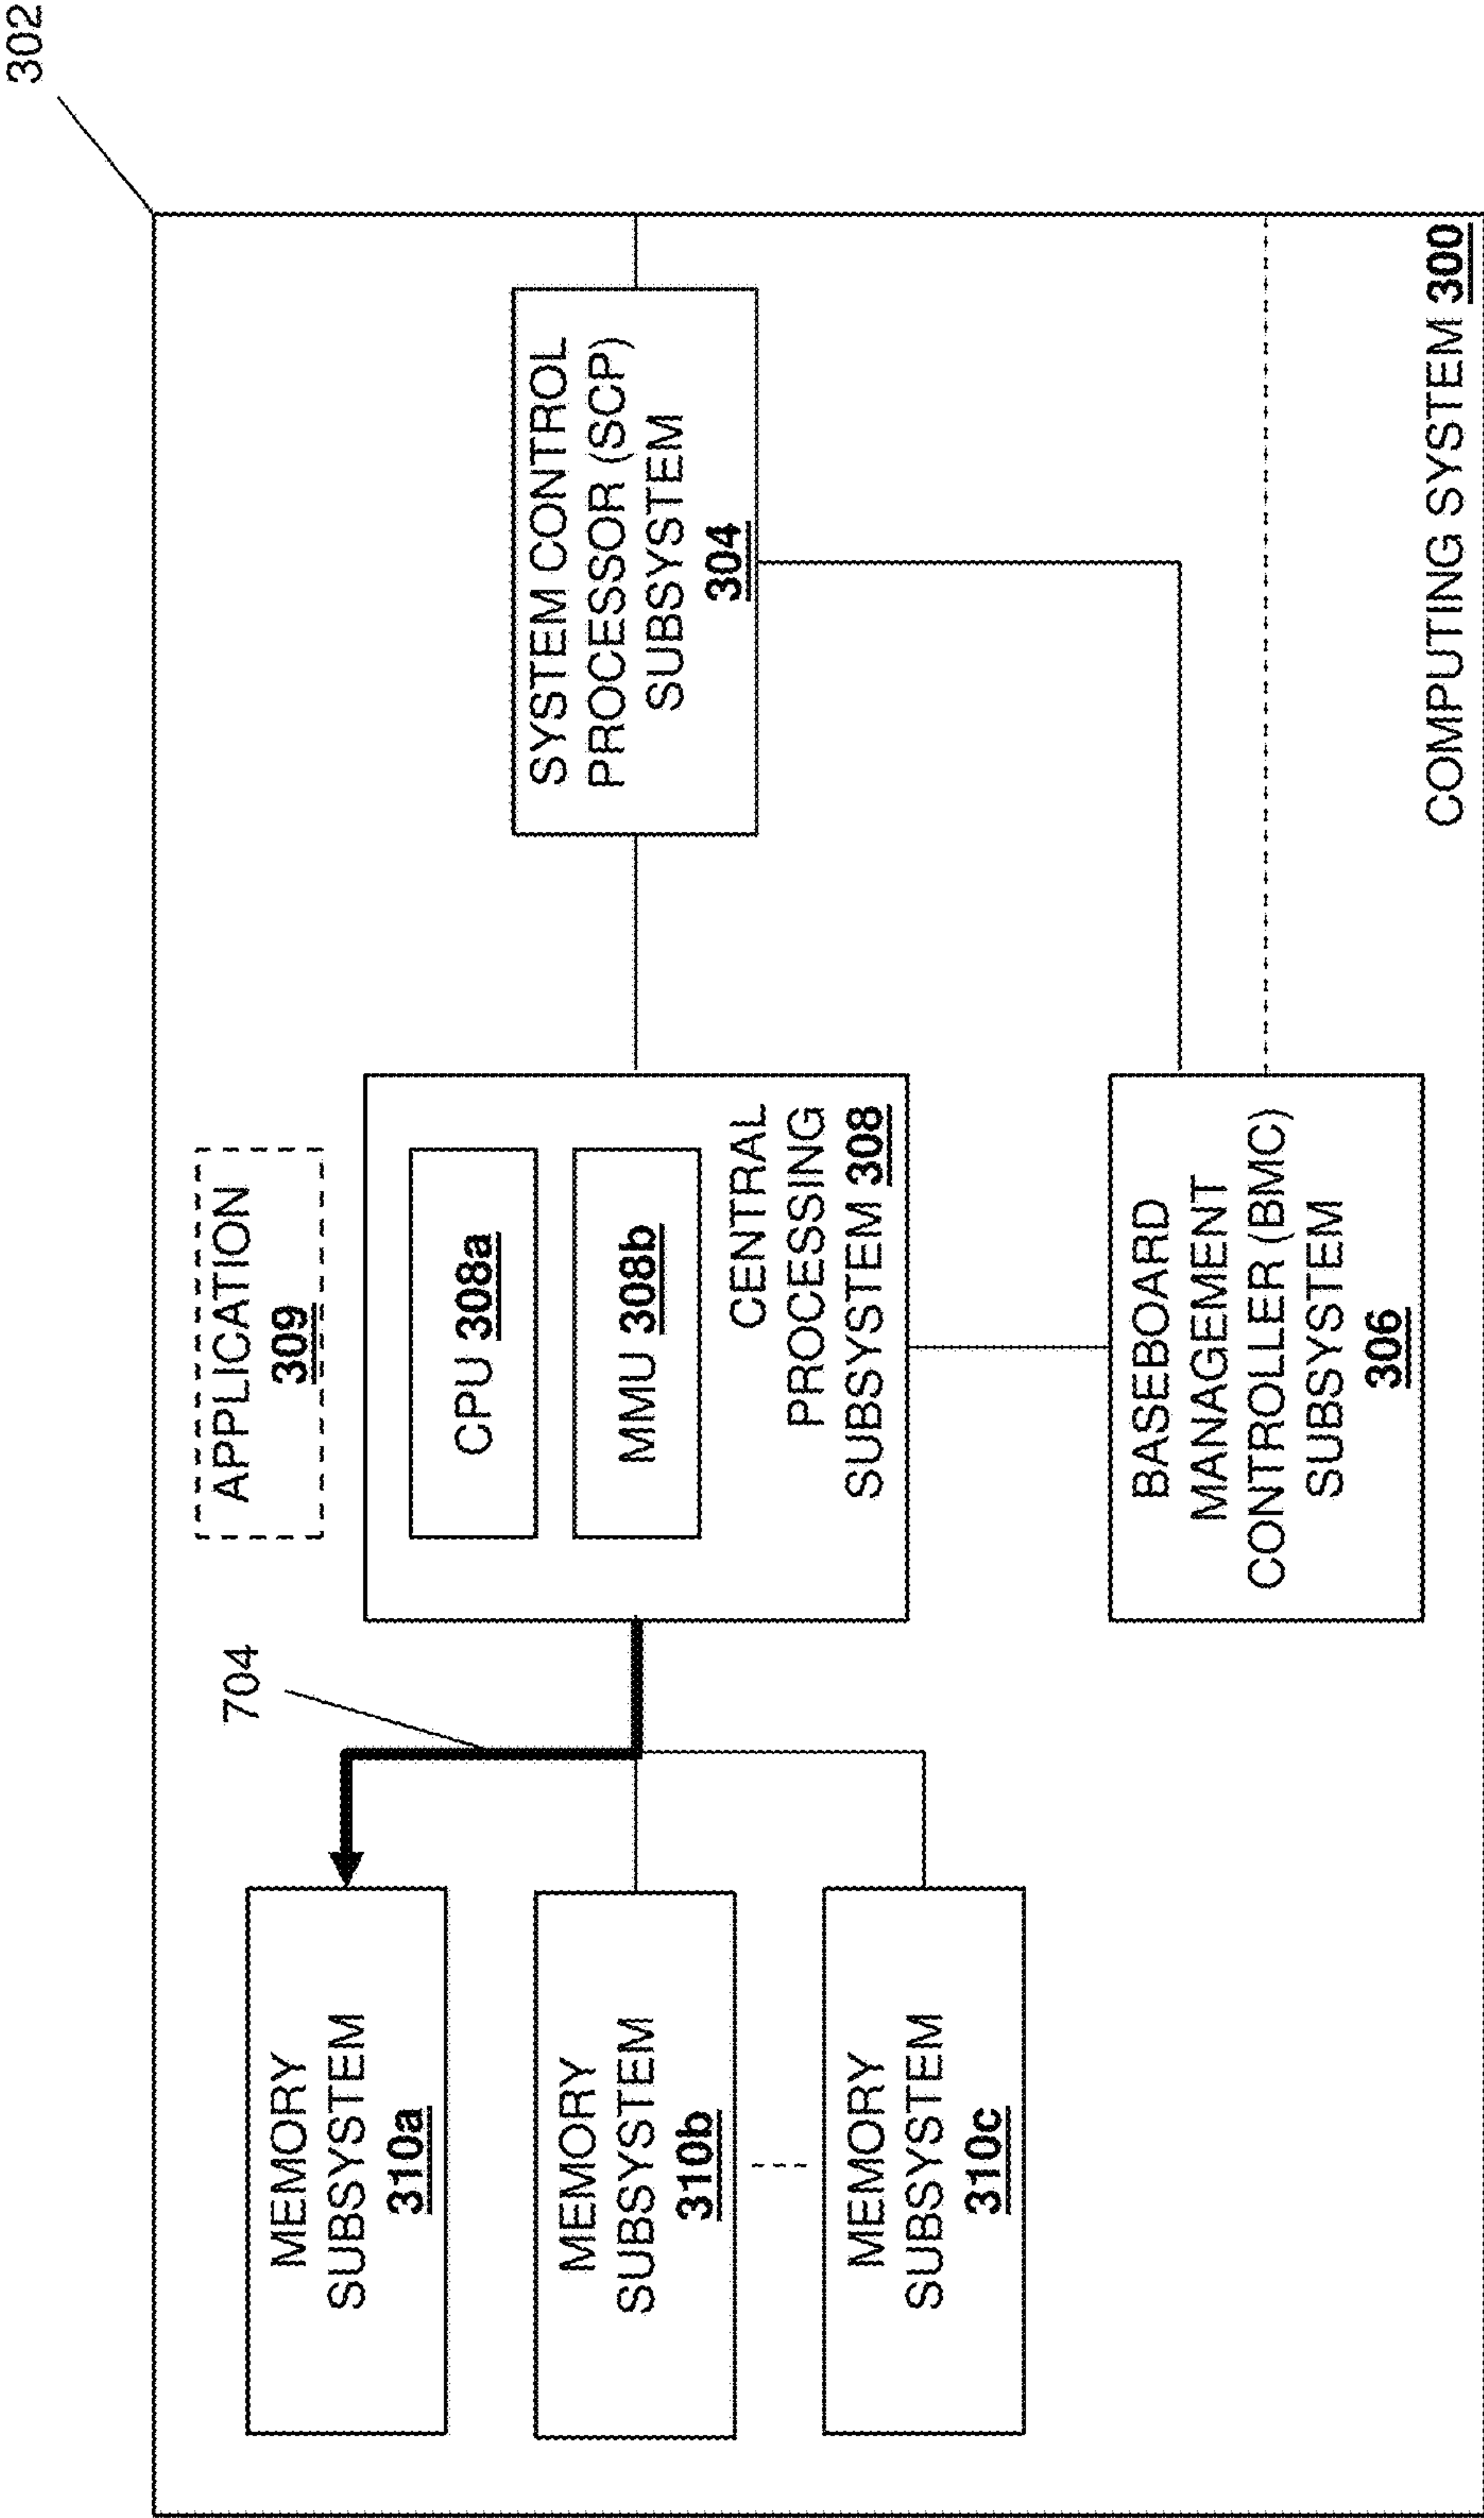 302
MEMORY
SUBSYSTEM
310a
MEMORY
SUBSYSTEM
310b
MEMORY
SUBSYSTEM
310c
704
APPLICATION
309
CPU 308a
MMU 308b
CENTRAL
PROCESSING
SUBSYSTEM 308
SYSTEM CONTROL
PROCESSOR (SCP)
SUBSYSTEM
304
BASEBOARD
MANAGEMENT
CONTROLLER (BMC)
SUBSYSTEM
306
COMPUTING SYSTEM 300